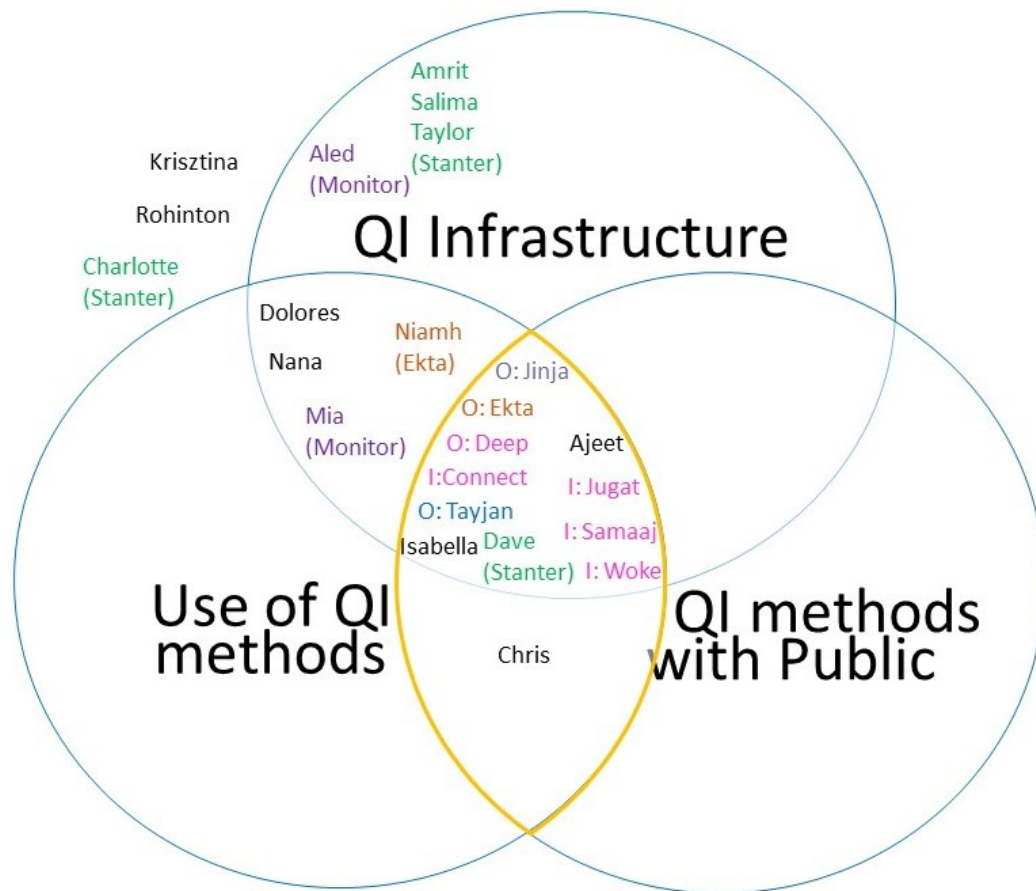 Amrit
Salima
Taylor
(Stanter)
Aled
(Monitor)
Krisztina
Rohinton
Charlotte
(Stanter)
QI Infrastructure
Dolores
Nana
Niamh
(Ekta)
Mia
(Monitor)
O: Jinja
O: Ekta
O: Deep
Ajeet
I:Connect
I: Jugat
O: Tayjan
I: Samaaj
Isabella
Dave
(Stanter)
I: Woke
Use of QI
methods
QI methods
with Public
Chris